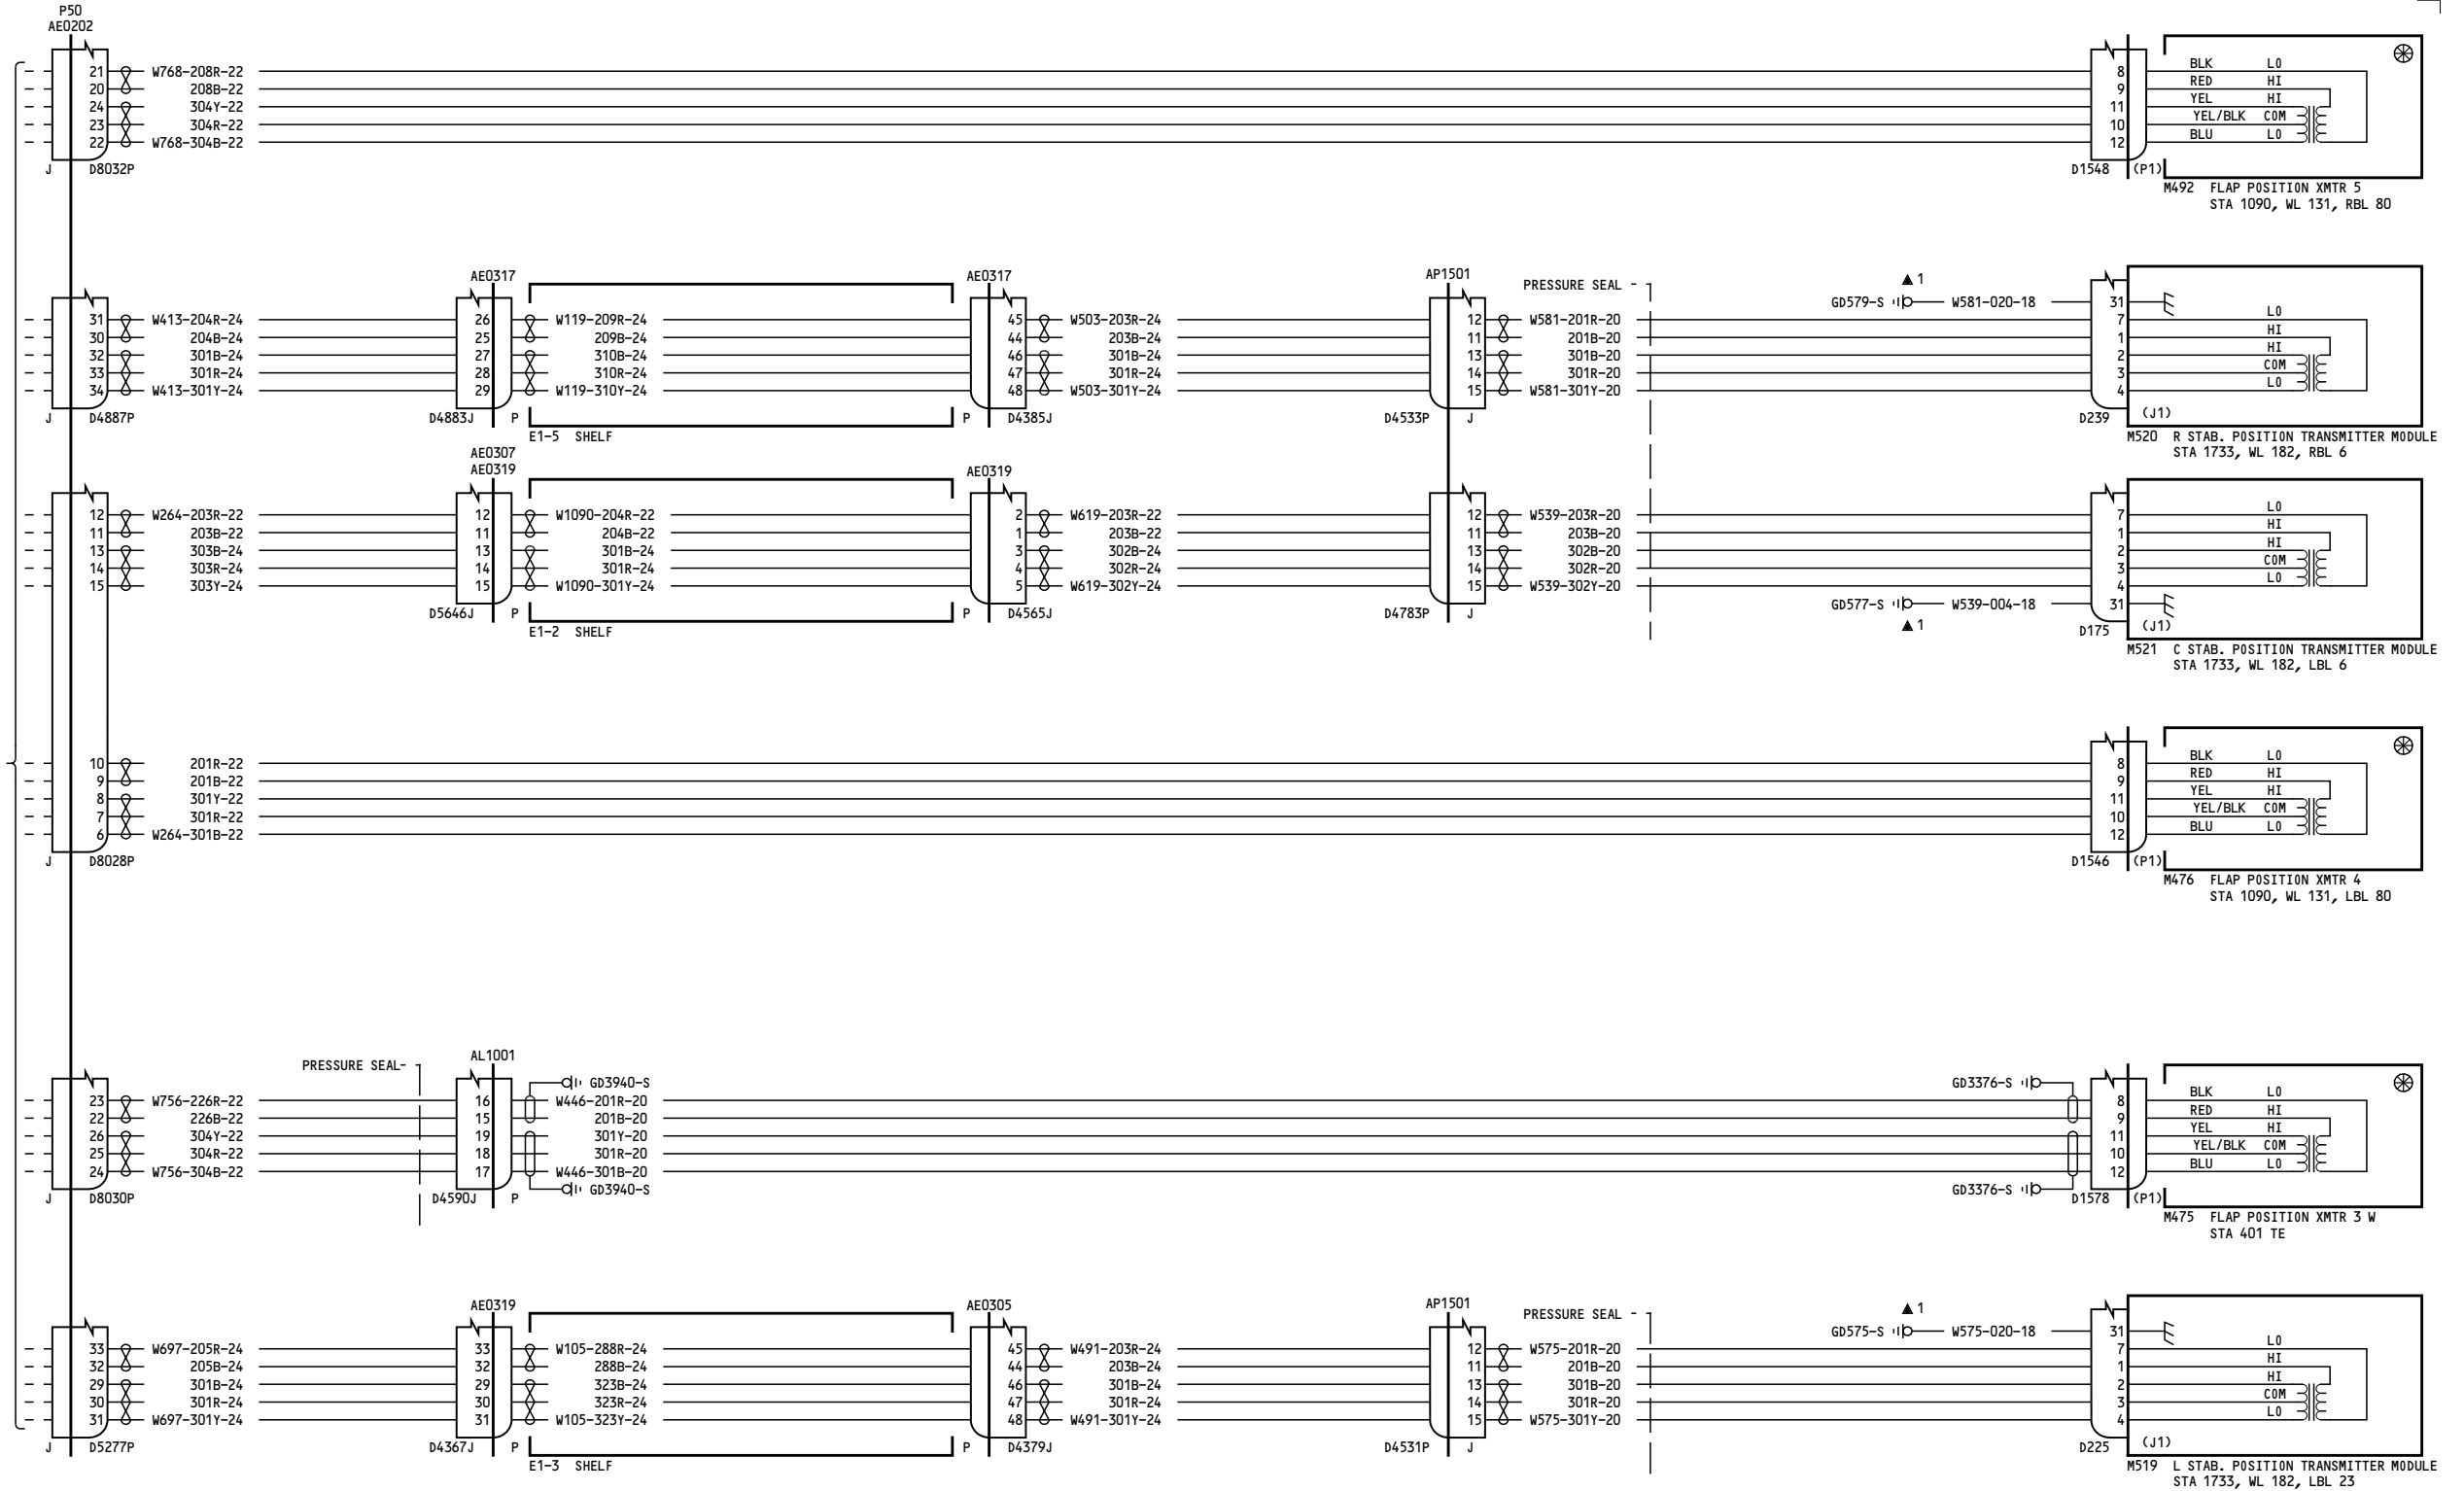 P50
AE0202
21 W768-208R-22 8 BLK LO
20 208B-22 9 RED HI
24 304Y-22 11 YEL HI
23 304R-22 10 YEL/BLK COM
22 W768-304B-22 12 BLU LO
J D8032P D1548 (P1)
M492 FLAP POSITION XMTR 5
STA 1090, WL 131, RBL 80
AE0317 AE0317 AP1501
PRESSURE SEAL 1
GD579-S W581-020-18 31
31 W413-204R-24 26 W119-209R-24 45 W503-203R-24 12 W581-201R-20 7 LO
30 204B-24 25 209B-24 44 203B-24 11 201B-20 1 HI
32 301B-24 27 310B-24 46 301B-24 13 301B-20 2 HI
33 301R-24 28 310R-24 47 301R-24 14 301R-20 3 COM
34 W413-301Y-24 29 W119-310Y-24 48 W503-301Y-24 15 W581-301Y-20 4 LO
J D4887P D4883J P P D4385J D4533P J D239 (J1)
E1-5 SHELF
M520 R STAB. POSITION TRANSMITTER MODULE
STA 1733, WL 182, RBL 6
AE0307
AE0319 AE0319
12 W264-203R-22 12 W1090-204R-22 2 W619-203R-22 12 W539-203R-20 7 LO
11 203B-22 11 204B-22 1 203B-22 11 203B-20 1 HI
13 303B-24 13 301B-24 3 302B-24 13 302B-20 2 HI
14 303R-24 14 301R-24 4 302R-24 14 302R-20 3 COM
15 303Y-24 15 W1090-301Y-24 5 W619-302Y-24 15 W539-302Y-20 4 LO
GD577-S W539-004-18 31
D5646J P P D4565J D4783P J 1 D175 (J1)
E1-2 SHELF
M521 C STAB. POSITION TRANSMITTER MODULE
STA 1733, WL 182, LBL 6
10 201R-22 8 BLK LO
9 201B-22 9 RED HI
8 301Y-22 11 YEL HI
7 301R-22 10 YEL/BLK COM
6 W264-301B-22 12 BLU LO
J D8028P D1546 (P1)
M476 FLAP POSITION XMTR 4
STA 1090, WL 131, LBL 80
PRESSURE SEAL AL1001
GD3940-S GD3376-S
23 W756-226R-22 16 W446-201R-20 8 BLK LO
22 226B-22 15 201B-20 9 RED HI
26 304Y-22 19 301Y-20 11 YEL HI
25 304R-22 18 301R-20 10 YEL/BLK COM
24 W756-304B-22 17 W446-301B-20 12 BLU LO
GD3940-S GD3376-S
J D8030P D4590J P D1578 (P1)
M475 FLAP POSITION XMTR 3 W
STA 401 TE
AE0319 AE0305 AP1501
PRESSURE SEAL 1
GD575-S W575-020-18 31
33 W697-205R-24 33 W105-288R-24 45 W491-203R-24 12 W575-201R-20 7 LO
32 205B-24 32 288B-24 44 203B-24 11 201B-20 1 HI
29 301B-24 29 323B-24 46 301B-24 13 301B-20 2 HI
30 301R-24 30 323R-24 47 301R-24 14 301R-20 3 COM
31 W697-301Y-24 31 W105-323Y-24 48 W491-301Y-24 15 W575-301Y-20 4 LO
J D5277P D4367J P P D4379J D4531P J D225 (J1)
E1-3 SHELF
M519 L STAB. POSITION TRANSMITTER MODULE
STA 1733, WL 182, LBL 23